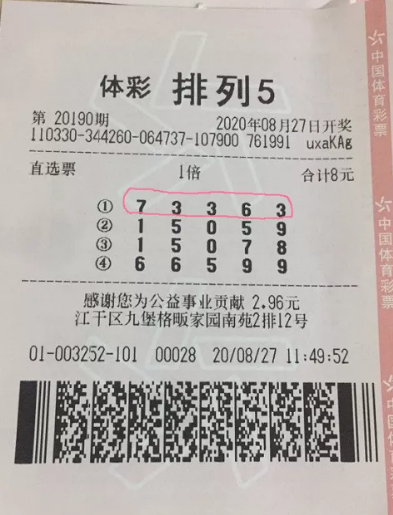 体彩 排列5
第 20190期 2020年08月27日开奖
110330-344260-064737-107900 761991 uxaKAg
直选票 1倍 合计8元
① 7 3 3 6 3
② 1 5 0 5 9
③ 1 5 0 7 8
④ 6 6 5 9 9
感谢您为公益事业贡献 2.96元
江干区九堡格畈家园南苑2排12号
01-003252-101 00028 20/08/27 11:49:52
中国体育彩票
中国体育彩票